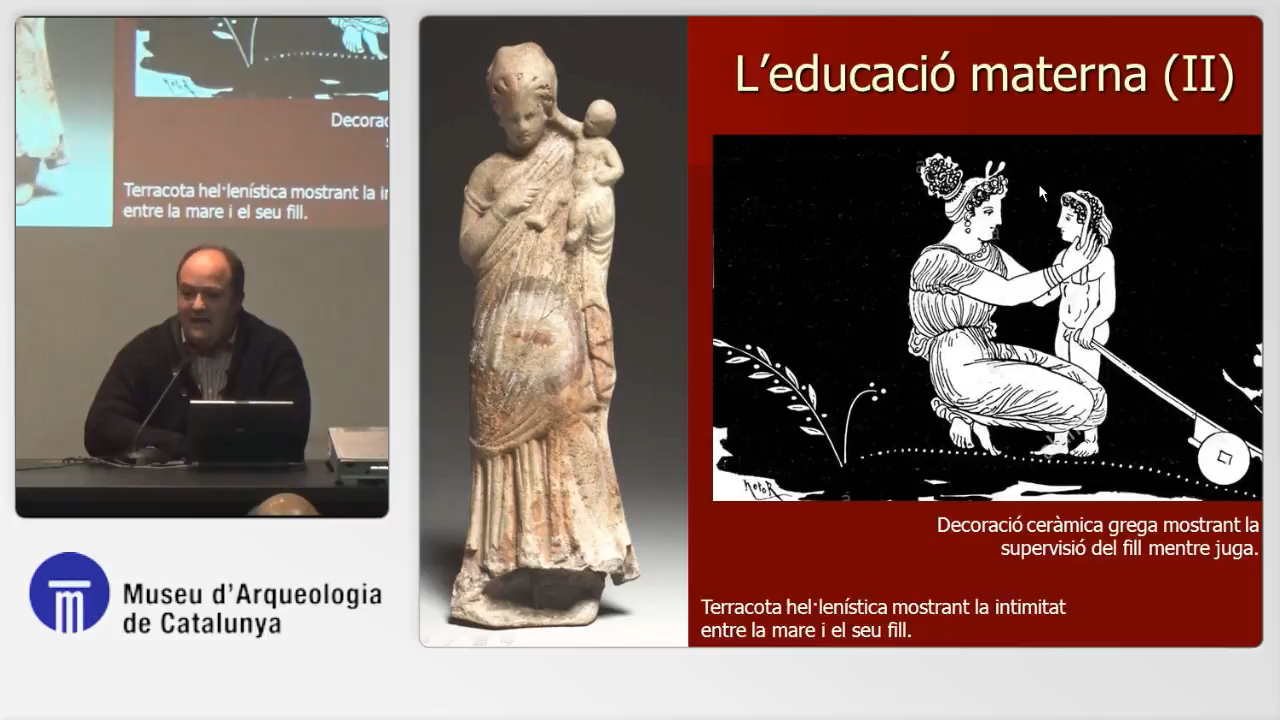 Decorac
Terracota hel·lenística mostrant la i
entre la mare i el seu fill.
Museu d'Arqueologia
de Catalunya
L'educació materna (II)
Decoració ceràmica grega mostrant la
supervisió del fill mentre juga.
Terracota hel·lenística mostrant la intimitat
entre la mare i el seu fill.